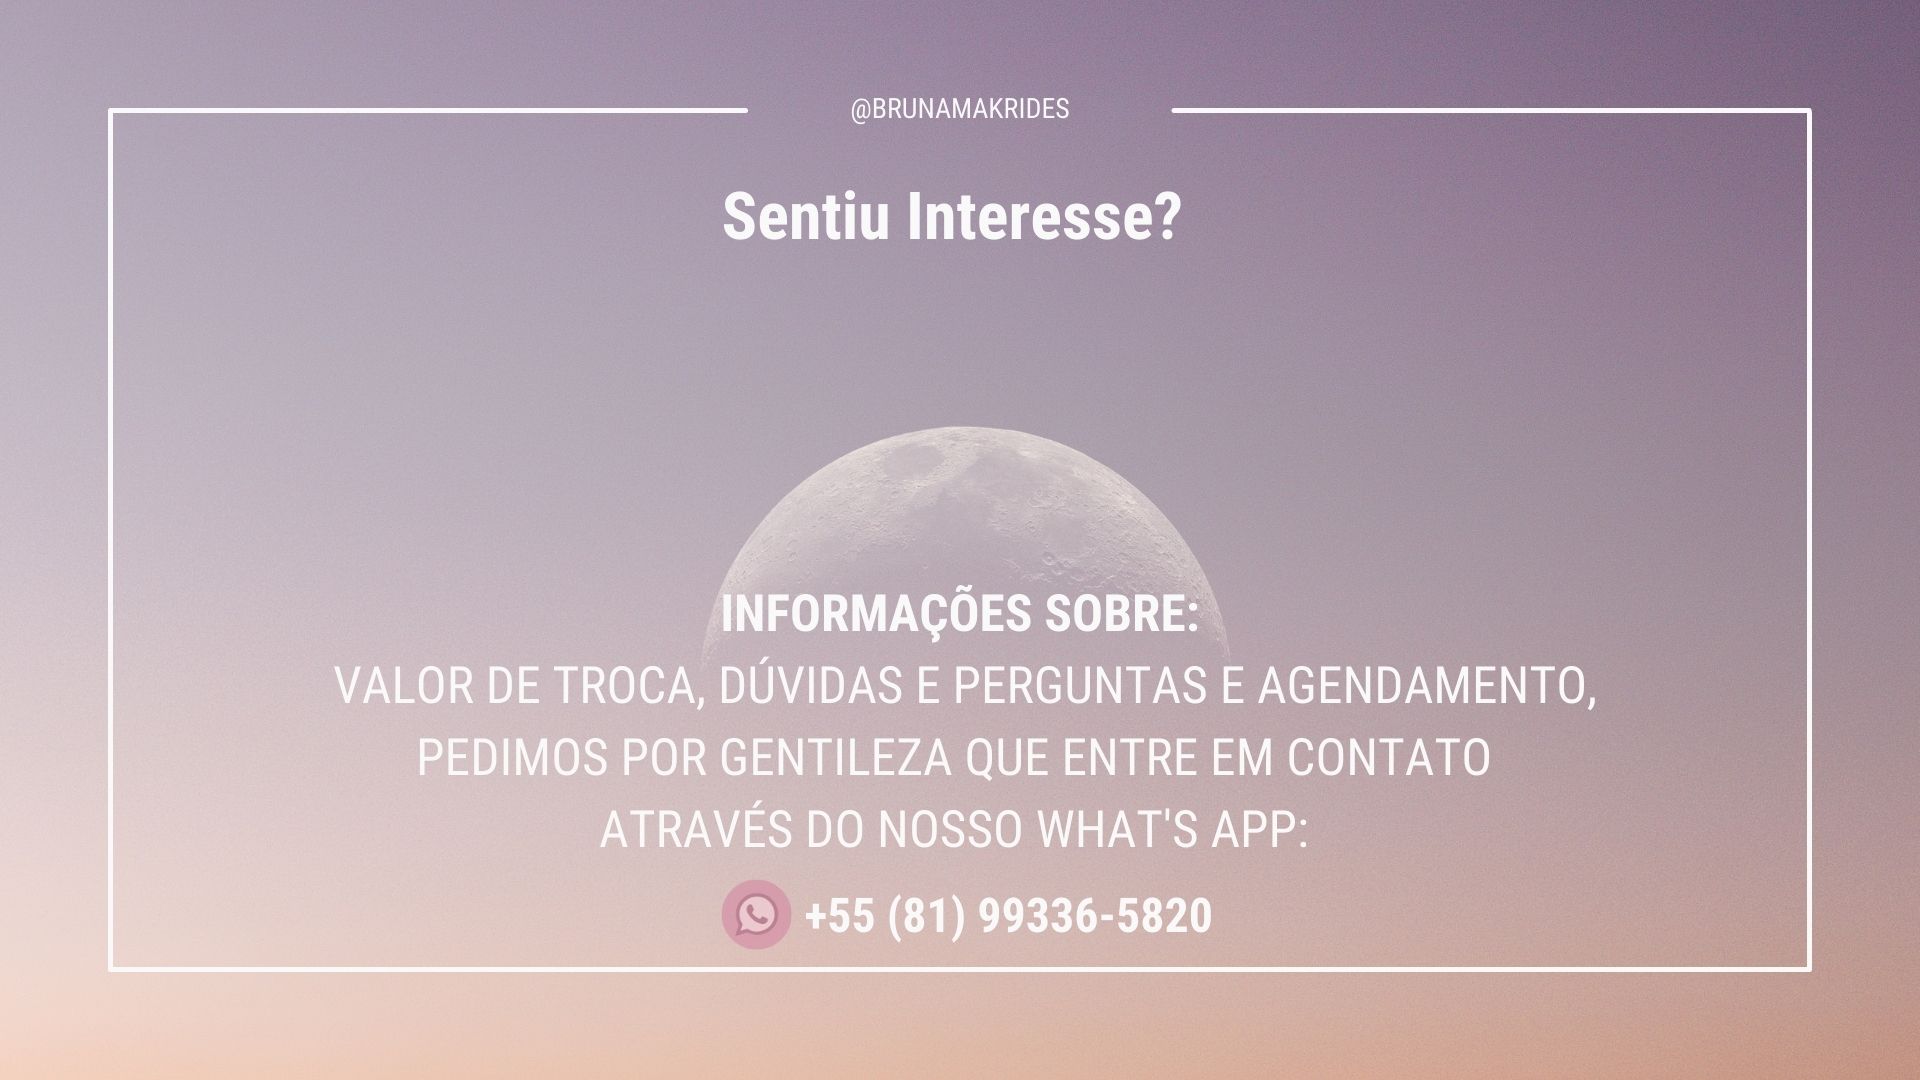 @BRUNAMAKRIDES
Sentiu Interesse?
INFORMAÇÕES SOBRE:
VALOR DE TROCA, DÚVIDAS E PERGUNTAS E AGENDAMENTO,
PEDIMOS POR GENTILEZA QUE ENTRE EM CONTATO
ATRAVÉS DO NOSSO WHAT'S APP:
+55 (81) 99336-5820